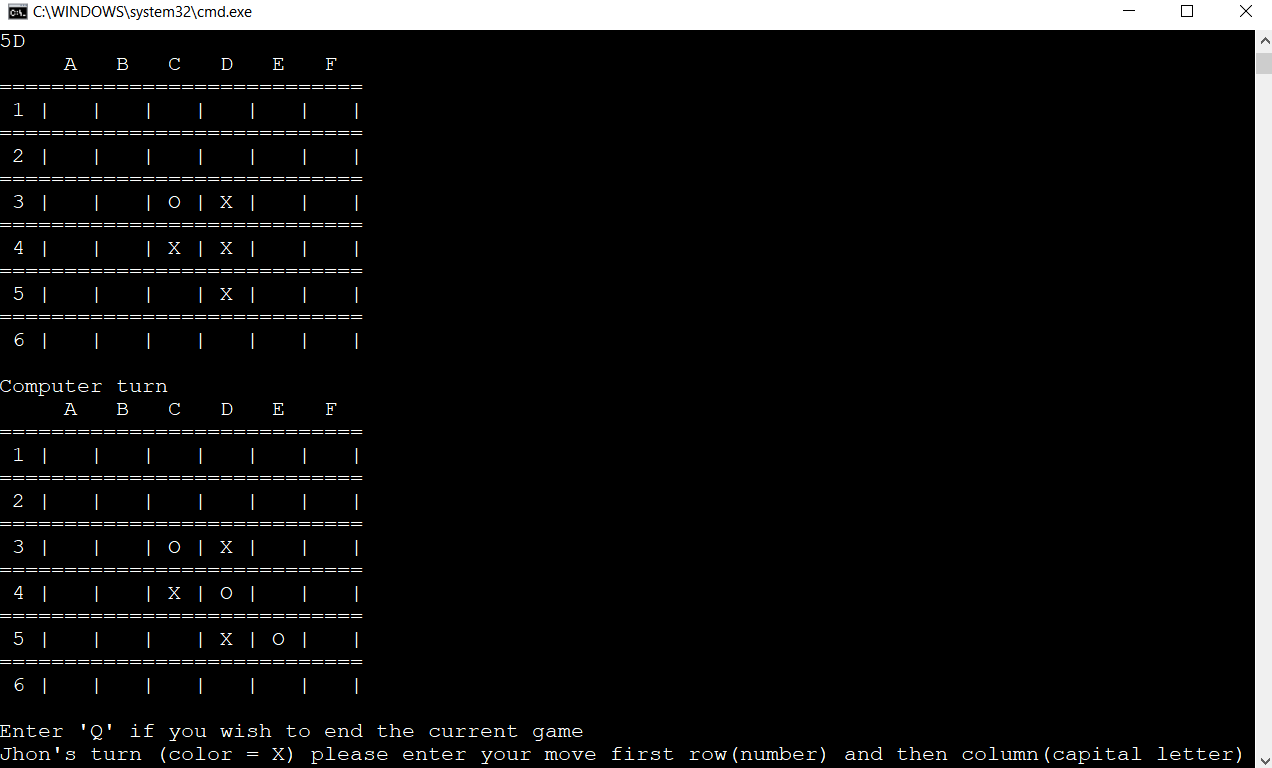 C:\WINDOWS\system32\cmd.exe
5D
     A   B   C   D   E   F
============================
 1 |   |   |   |   |   |   |
============================
 2 |   |   |   |   |   |   |
============================
 3 |   |   | O | X |   |   |
============================
 4 |   |   | X | X |   |   |
============================
 5 |   |   |   | X |   |   |
============================
 6 |   |   |   |   |   |   |
Computer turn
     A   B   C   D   E   F
============================
 1 |   |   |   |   |   |   |
============================
 2 |   |   |   |   |   |   |
============================
 3 |   |   | O | X |   |   |
============================
 4 |   |   | X | O |   |   |
============================
 5 |   |   |   | X | O |   |
============================
 6 |   |   |   |   |   |   |
Enter 'Q' if you wish to end the current game
Jhon's turn (color = X) please enter your move first row(number) and then column(capital letter)